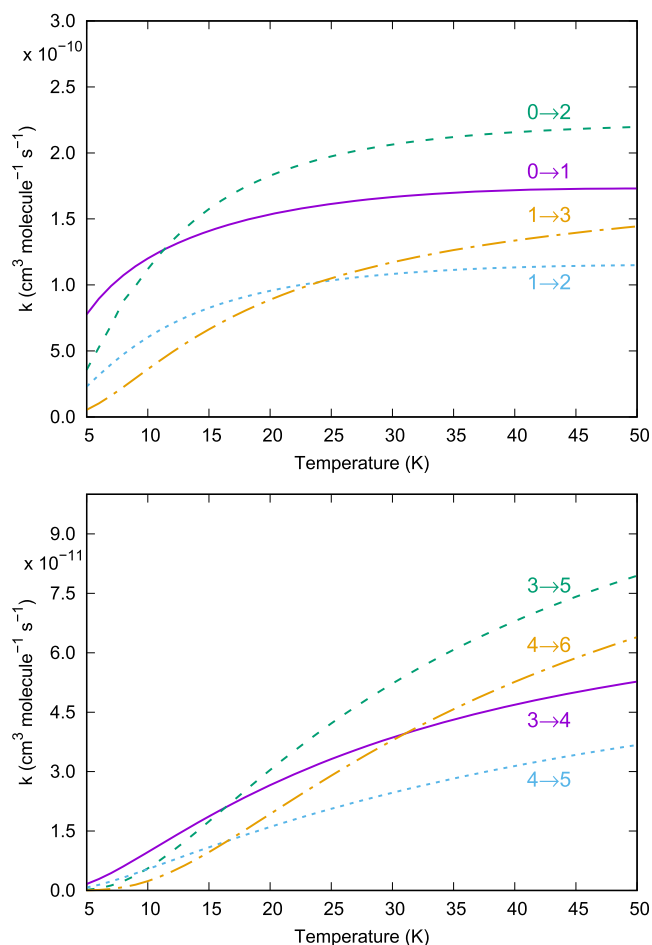 3.0
x 10⁻¹⁰
2.5
2.0
1.5
1.0
5.0
0.0
k (cm³ molecule⁻¹ s⁻¹)
0→2
0→1
1→3
1→2
5 10 15 20 25 30 35 40 45 50
Temperature (K)
9.0
x 10⁻¹¹
7.5
6.0
4.5
3.0
1.5
0.0
k (cm³ molecule⁻¹ s⁻¹)
3→5
4→6
3→4
4→5
5 10 15 20 25 30 35 40 45 50
Temperature (K)